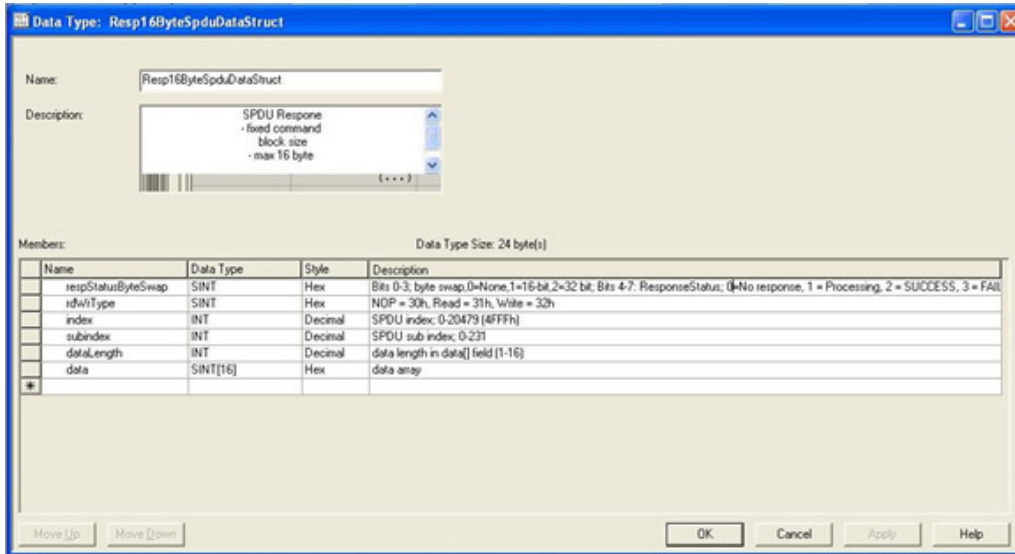 Data Type: Resp16ByteSpduDataStruct
Name: Resp16ByteSpduDataStruct
Description: SPDU Respone
- fixed command
block size
- max 16 byte
(...)
Members: Data Type Size: 24 byte(s)
Name Data Type Style Description
respStatusByteSwap SINT Hex Bits 0-3; byte swap,0=None,1=16-bit,2=32 bit; Bits 4-7: ResponseStatus; 0=No response, 1 = Processing, 2 = SUCCESS, 3 = FAIL
rdWrType SINT Hex NOP = 30h, Read = 31h, Write = 32h
index INT Decimal SPDU index; 0-20479 (4FFFh)
subindex INT Decimal SPDU sub index; 0-231
dataLength INT Decimal data length in data[] field (1-16)
data SINT[16] Hex data array
Move Up Move Down OK Cancel Apply Help